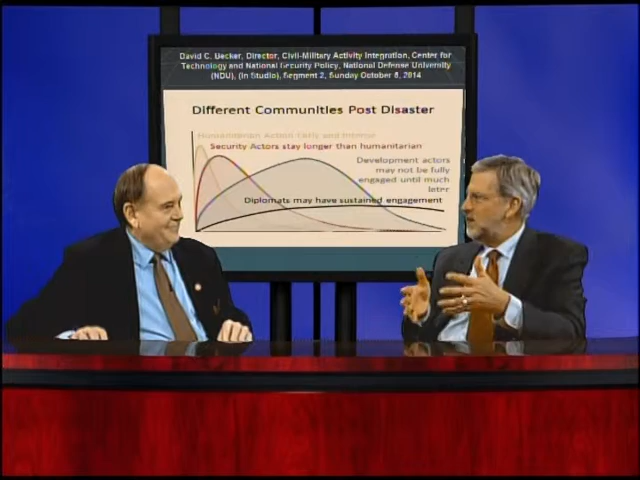 David C. Becker, Director, Civil-Military Activity Integration, Center for
Technology and National Security Policy, National Defense University
(NDU), (In Studio), Segment 2, Sunday October 5, 2014
Different Communities Post Disaster
Humanitarian Action Early and Intense
Security Actors stay longer than humanitarian
Development actors
may not be fully
engaged until much
later
Diplomats may have sustained engagement